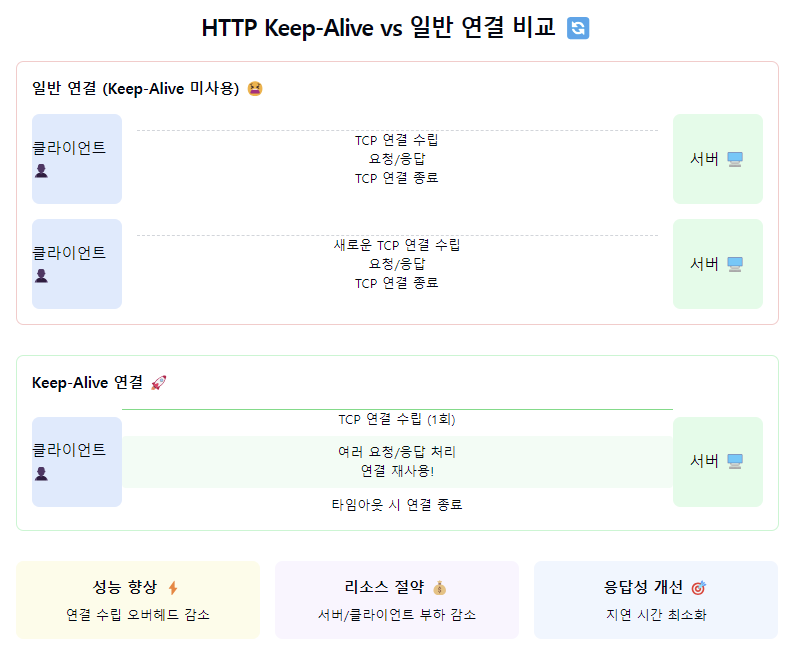 HTTP Keep-Alive vs 일반 연결 비교 🔄
일반 연결 (Keep-Alive 미사용) 😫
클라이언트 👤
TCP 연결 수립
요청/응답
TCP 연결 종료
서버 🖥️
클라이언트 👤
새로운 TCP 연결 수립
요청/응답
TCP 연결 종료
서버 🖥️
Keep-Alive 연결 🚀
클라이언트 👤
TCP 연결 수립 (1회)
여러 요청/응답 처리
연결 재사용!
타임아웃 시 연결 종료
서버 🖥️
성능 향상 ⚡
연결 수립 오버헤드 감소
리소스 절약 💰
서버/클라이언트 부하 감소
응답성 개선 🎯
지연 시간 최소화